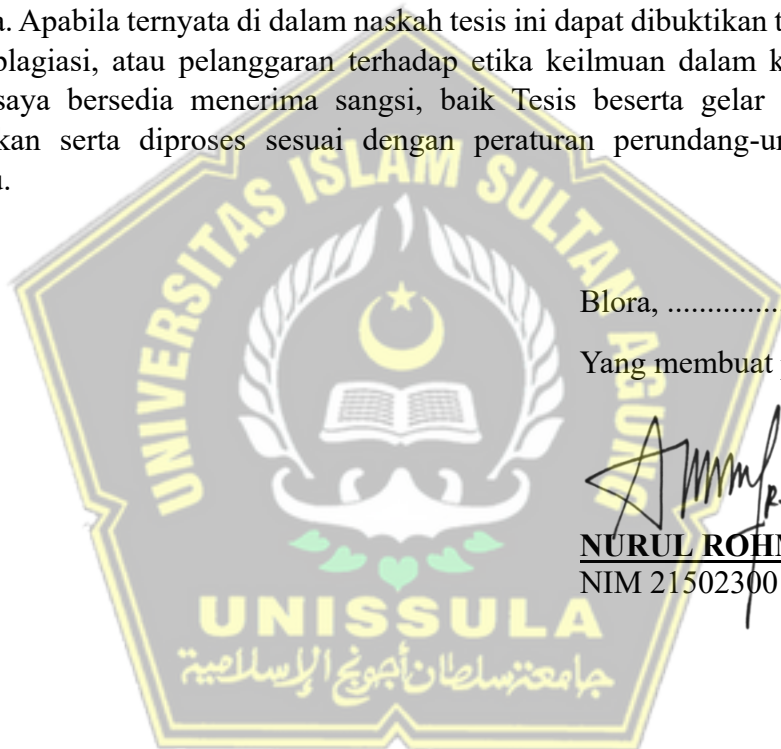 a. Apabila ternyata di dalam naskah tesis ini dapat dibuktikan t
plagiasi, atau pelanggaran terhadap etika keilmuan dalam k
saya bersedia menerima sangsi, baik Tesis beserta gelar
kan serta diproses sesuai dengan peraturan perundang-un
u.
UNIVERSITAS ISLAM SULTAN AGUNG
Blora, ...............
Yang membuat
NURUL ROHM
NIM 21502300
UNISSULA
جامعتنسلطان أجونج الإسلامية